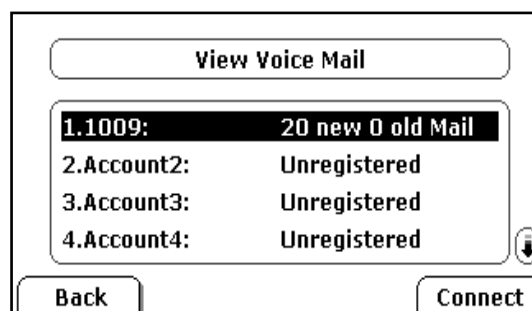 View Voice Mail
1.1009: 20 new 0 old Mail
2.Account2: Unregistered
3.Account3: Unregistered
4.Account4: Unregistered
Back Connect